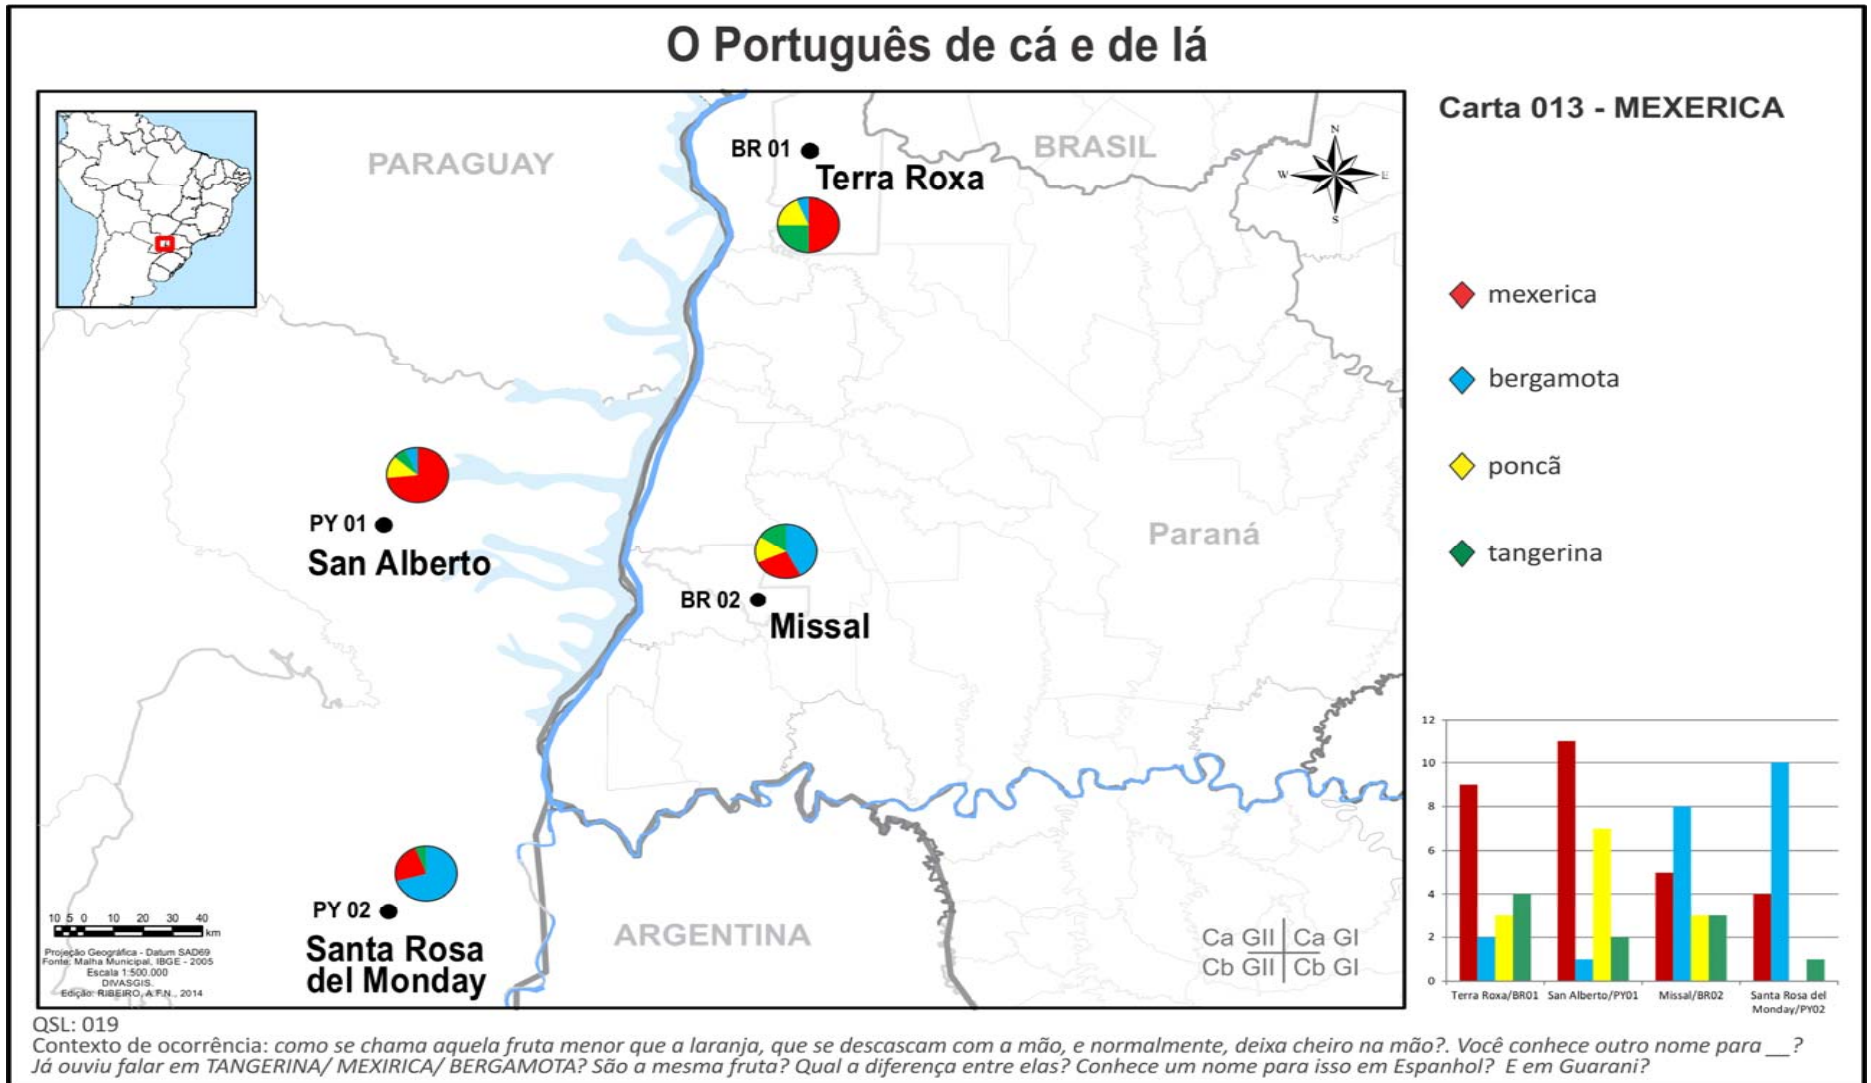 O Português de cá e de lá
Carta 013 - MEXERICA
PARAGUAY
BRASIL
BR 01
Terra Roxa
N
W
E
S
mexerica
bergamota
poncã
tangerina
PY 01
San Alberto
Paraná
BR 02
Missal
PY 02
Santa Rosa
del Monday
ARGENTINA
Ca GII Ca GI
Cb GII Cb GI
10 5 0 10 20 30 40
km
Projeção Geográfica - Datum SAD69
Fonte: Malha Municipal, IBGE - 2005
Escala 1:500.000
DIVASGIS.
Edição: RIBEIRO, A.F.N., 2014
12
10
8
6
4
2
0
Terra Roxa/BR01 San Alberto/PY01 Missal/BR02 Santa Rosa del
Monday/PY02
QSL: 019
Contexto de ocorrência: como se chama aquela fruta menor que a laranja, que se descascam com a mão, e normalmente, deixa cheiro na mão?. Você conhece outro nome para __?
Já ouviu falar em TANGERINA/ MEXIRICA/ BERGAMOTA? São a mesma fruta? Qual a diferença entre elas? Conhece um nome para isso em Espanhol? E em Guarani?